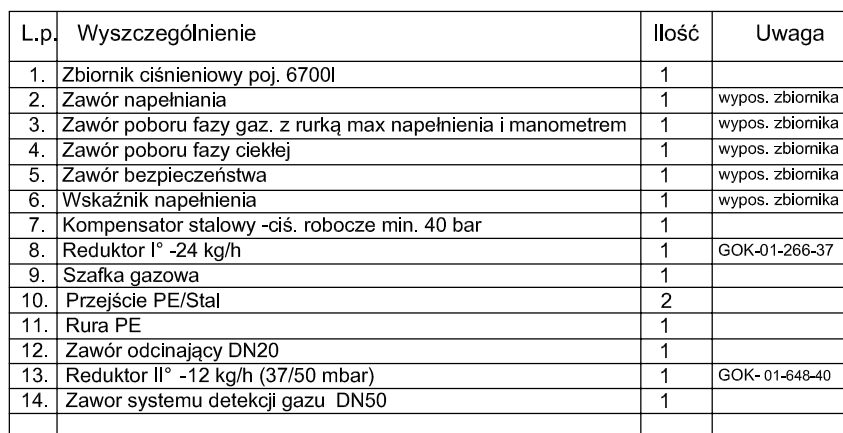 L.p. Wyszczególnienie Ilość Uwaga
1. Zbiornik ciśnieniowy poj. 6700l 1
2. Zawór napełniania 1 wypos. zbiornika
3. Zawór poboru fazy gaz. z rurką max napełnienia i manometrem 1 wypos. zbiornika
4. Zawór poboru fazy ciekłej 1 wypos. zbiornika
5. Zawór bezpieczeństwa 1 wypos. zbiornika
6. Wskaźnik napełnienia 1 wypos. zbiornika
7. Kompensator stalowy -ciś. robocze min. 40 bar 1
8. Reduktor I° -24 kg/h 1 GOK-01-266-37
9. Szafka gazowa 1
10. Przejście PE/Stal 2
11. Rura PE 1
12. Zawór odcinający DN20 1
13. Reduktor II° -12 kg/h (37/50 mbar) 1 GOK- 01-648-40
14. Zawor systemu detekcji gazu DN50 1